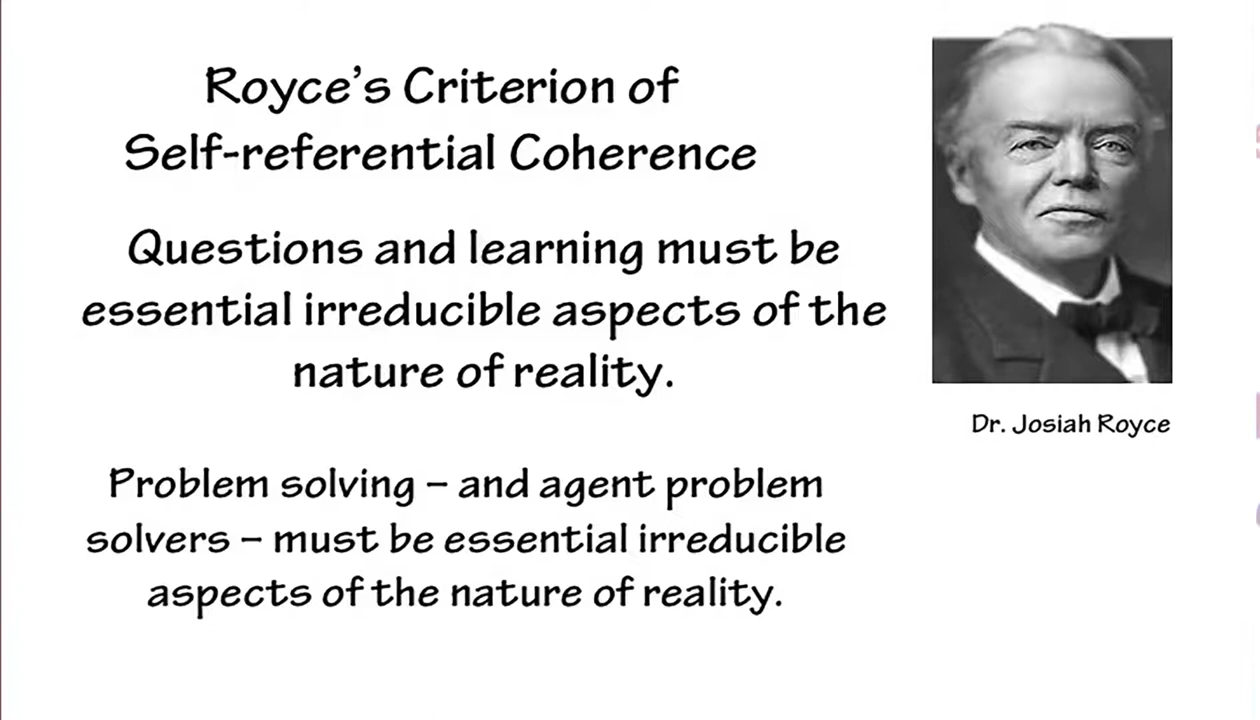 Royce's Criterion of
Self-referential Coherence
Questions and learning must be
essential irreducible aspects of the
nature of reality.
Dr. Josiah Royce
Problem solving – and agent problem
solvers – must be essential irreducible
aspects of the nature of reality.